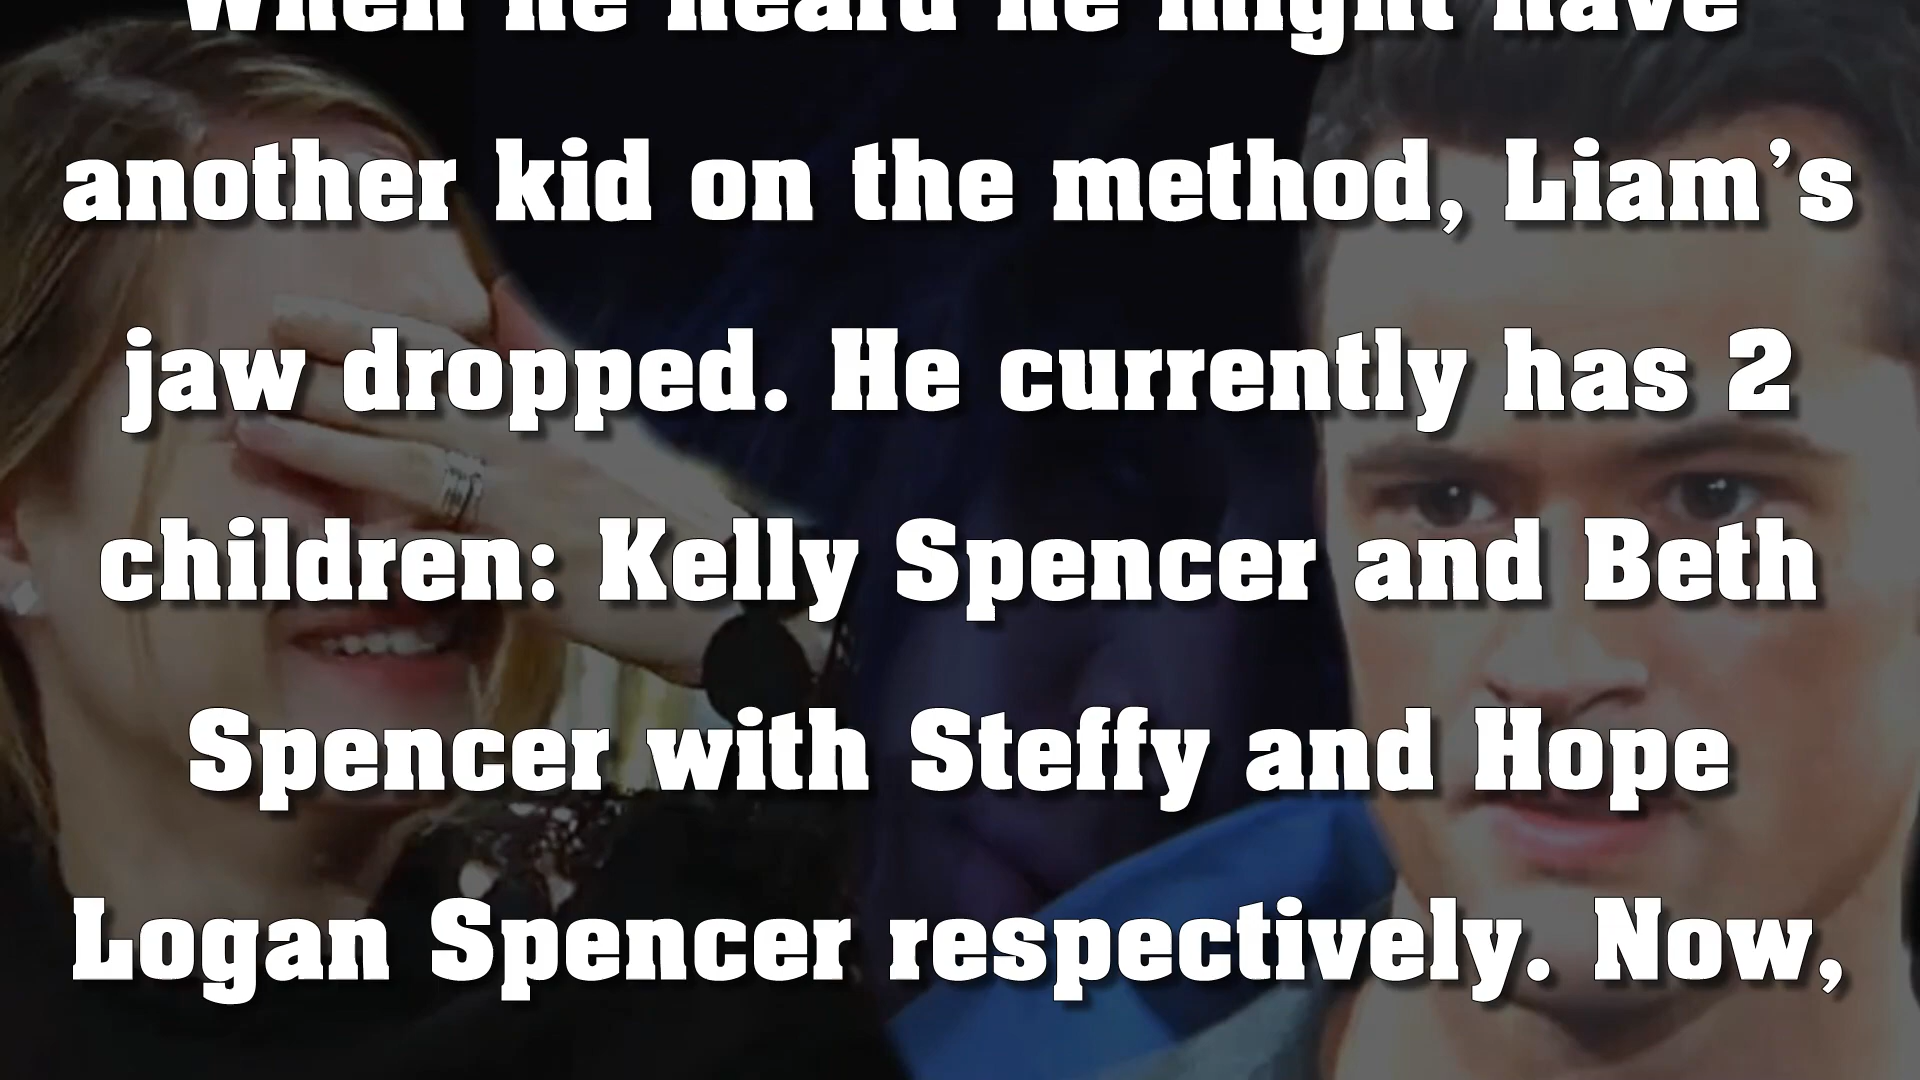 When he heard he might have
another kid on the method, Liam’s
jaw dropped. He currently has 2
children: Kelly Spencer and Beth
Spencer with Steffy and Hope
Logan Spencer respectively. Now,